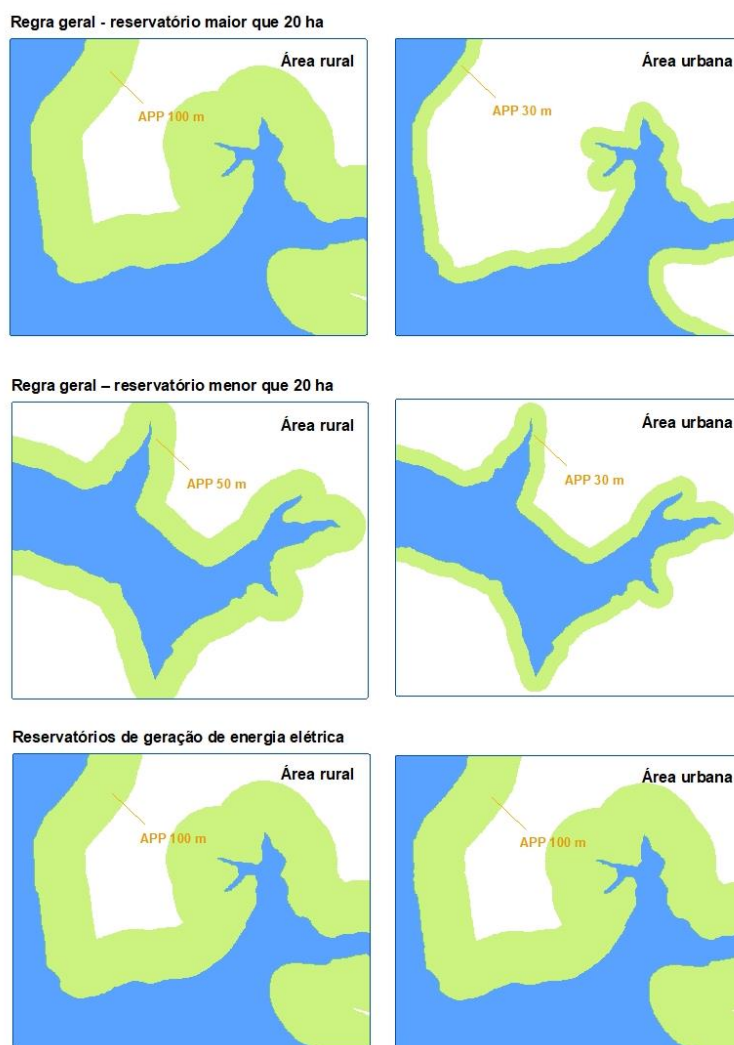 Regra geral - reservatório maior que 20 ha
Área rural
APP 100 m
Área urbana
APP 30 m
Regra geral – reservatório menor que 20 ha
Área rural
APP 50 m
Área urbana
APP 30 m
Reservatórios de geração de energia elétrica
Área rural
APP 100 m
Área urbana
APP 100 m